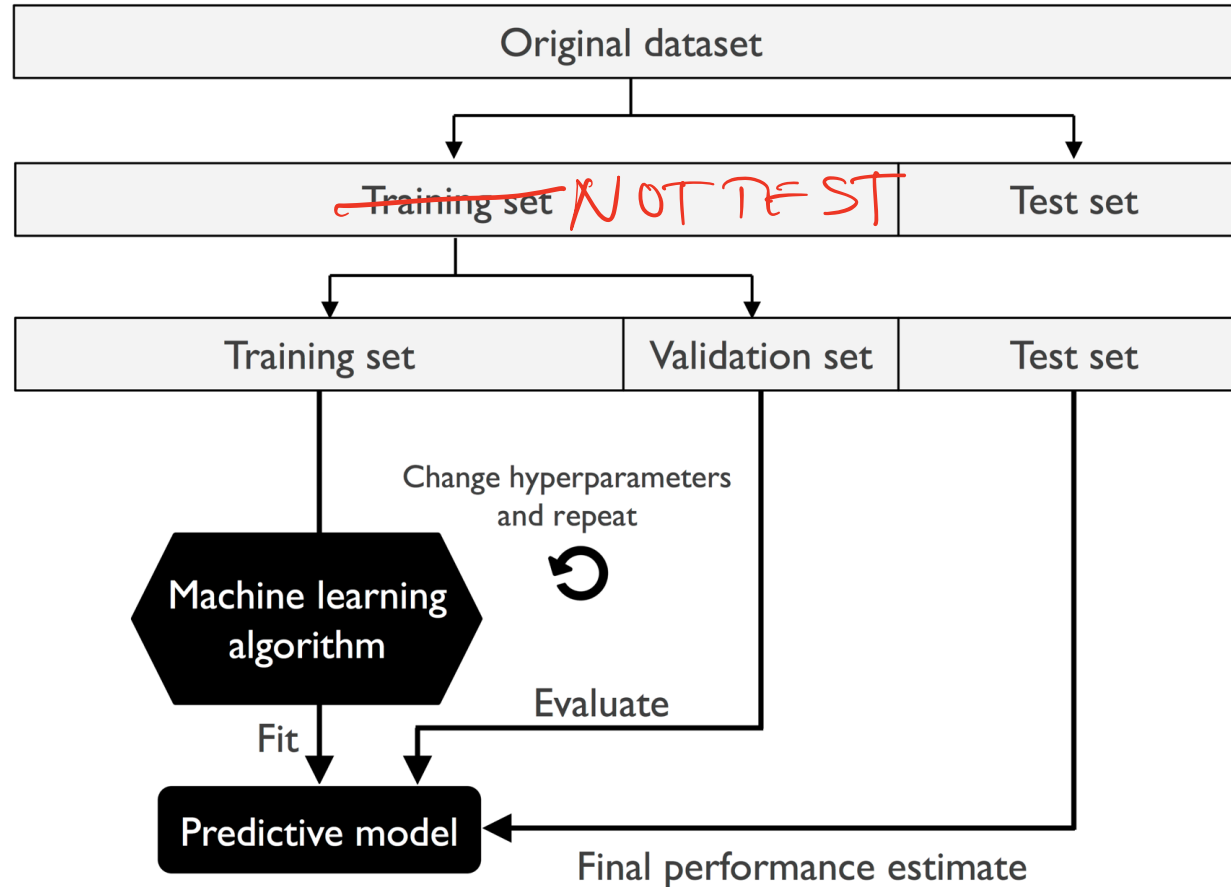 Original dataset
Training set NOT TEST Test set
Training set Validation set Test set
Change hyperparameters
and repeat
Machine learning
algorithm
Evaluate
Fit
Predictive model
Final performance estimate